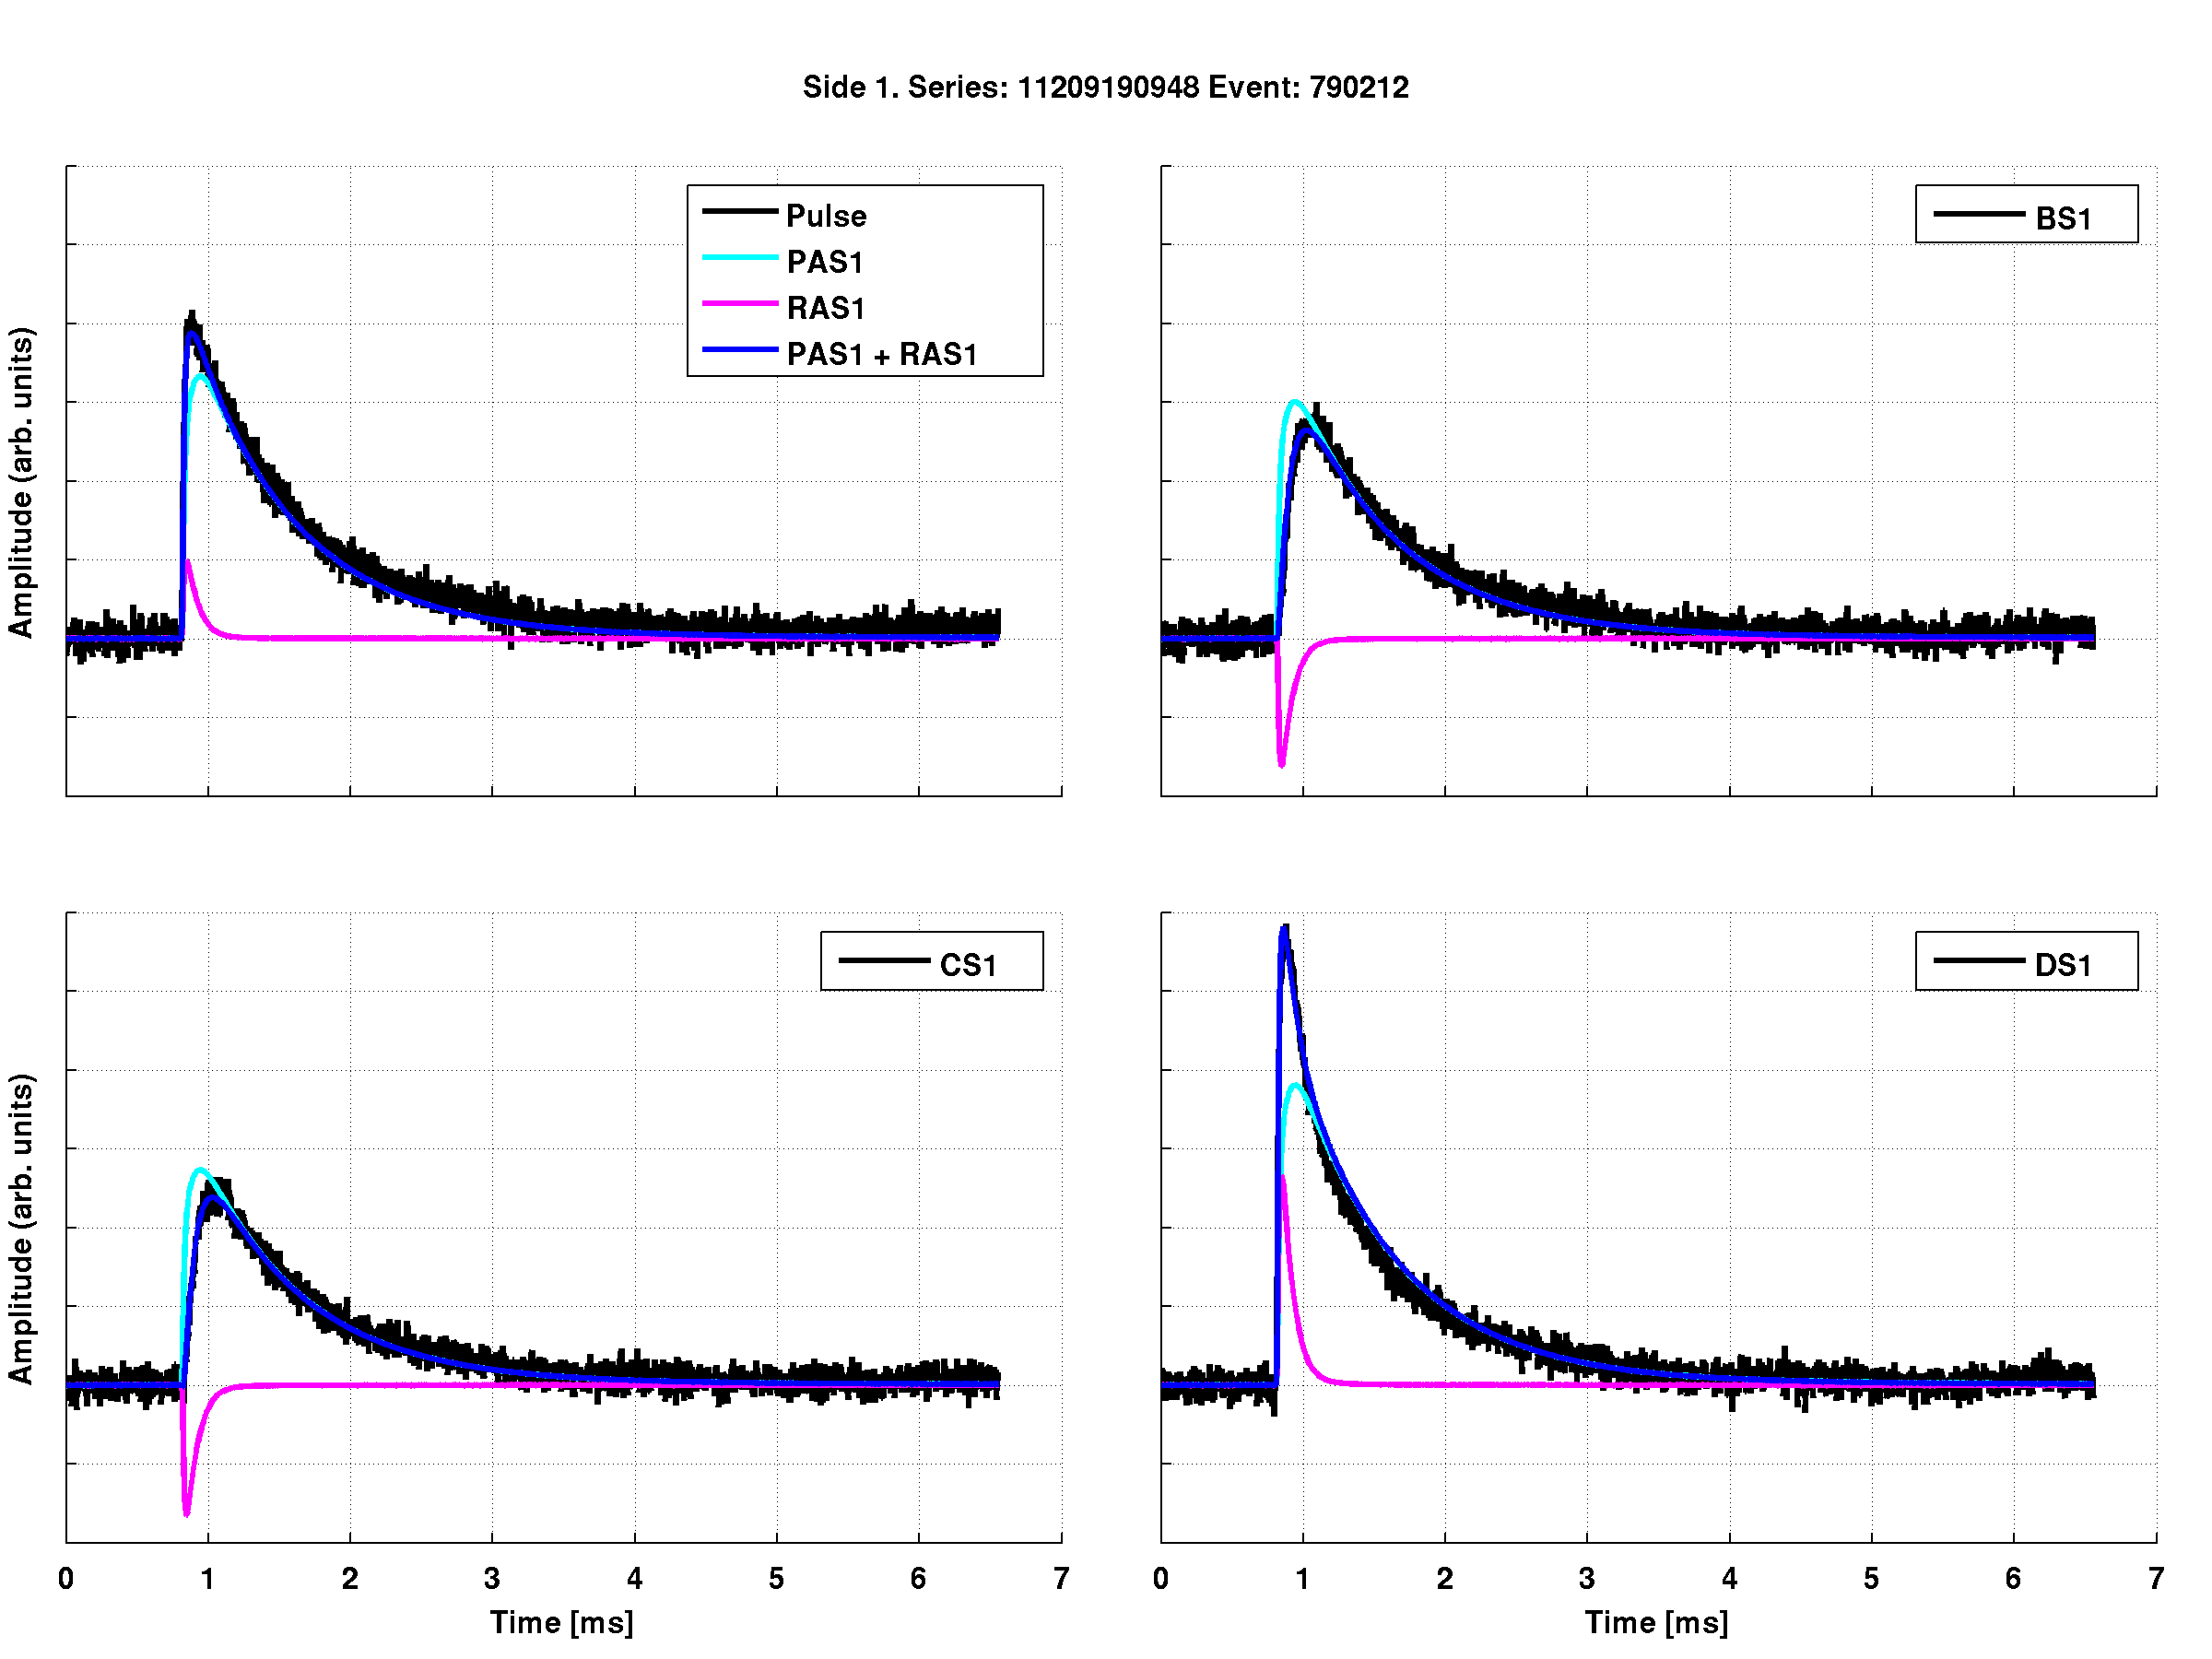 Side 1. Series: 11209190948 Event: 790212
Amplitude (arb. units)
Pulse
PAS1
RAS1
PAS1 + RAS1
BS1
Amplitude (arb. units)
CS1
DS1
0 1 2 3 4 5 6 7
Time [ms]
0 1 2 3 4 5 6 7
Time [ms]